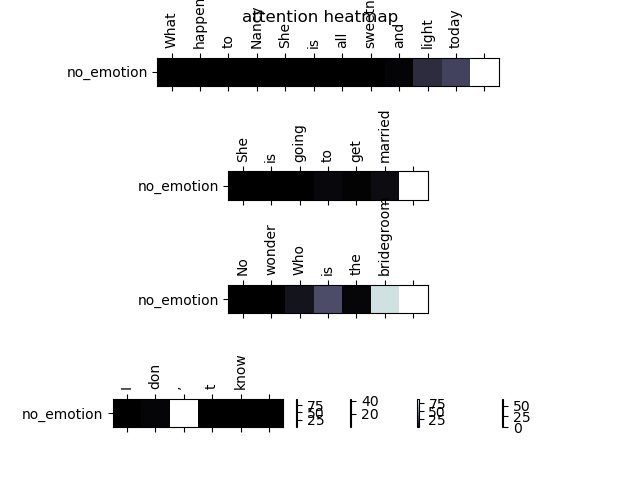 attention heatmap
What happen to Nancy She is all and light today
no_emotion
She is going to get married
no_emotion
No wonder Who is the bridegroom
no_emotion
I don ’ t know
no_emotion
75 50 25
40 20
75 50 25
50 25 0